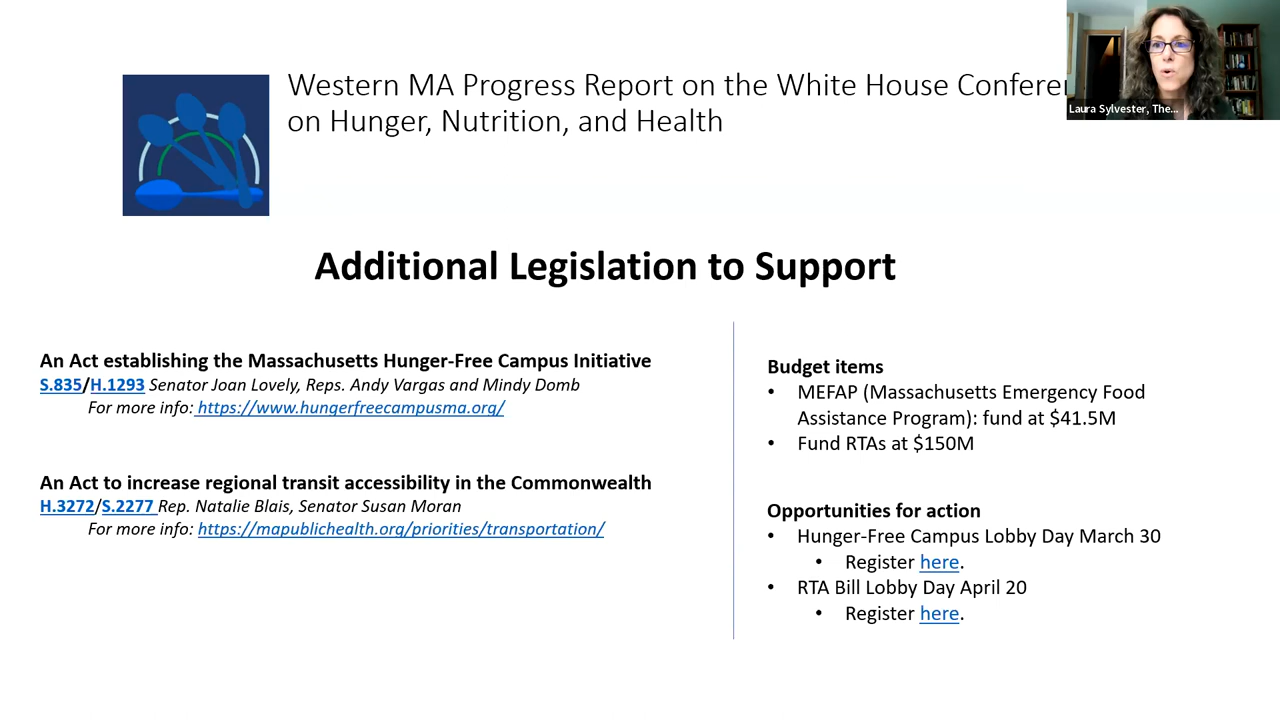 Western MA Progress Report on the White House Confere
on Hunger, Nutrition, and Health
Laura Sylvester, The...
Additional Legislation to Support
An Act establishing the Massachusetts Hunger-Free Campus Initiative
S.835/H.1293 Senator Joan Lovely, Reps. Andy Vargas and Mindy Domb
For more info: https://www.hungerfreecampusma.org/
An Act to increase regional transit accessibility in the Commonwealth
H.3272/S.2277 Rep. Natalie Blais, Senator Susan Moran
For more info: https://mapublichealth.org/priorities/transportation/
Budget items
• MEFAP (Massachusetts Emergency Food
Assistance Program): fund at $41.5M
• Fund RTAs at $150M
Opportunities for action
• Hunger-Free Campus Lobby Day March 30
• Register here.
• RTA Bill Lobby Day April 20
• Register here.